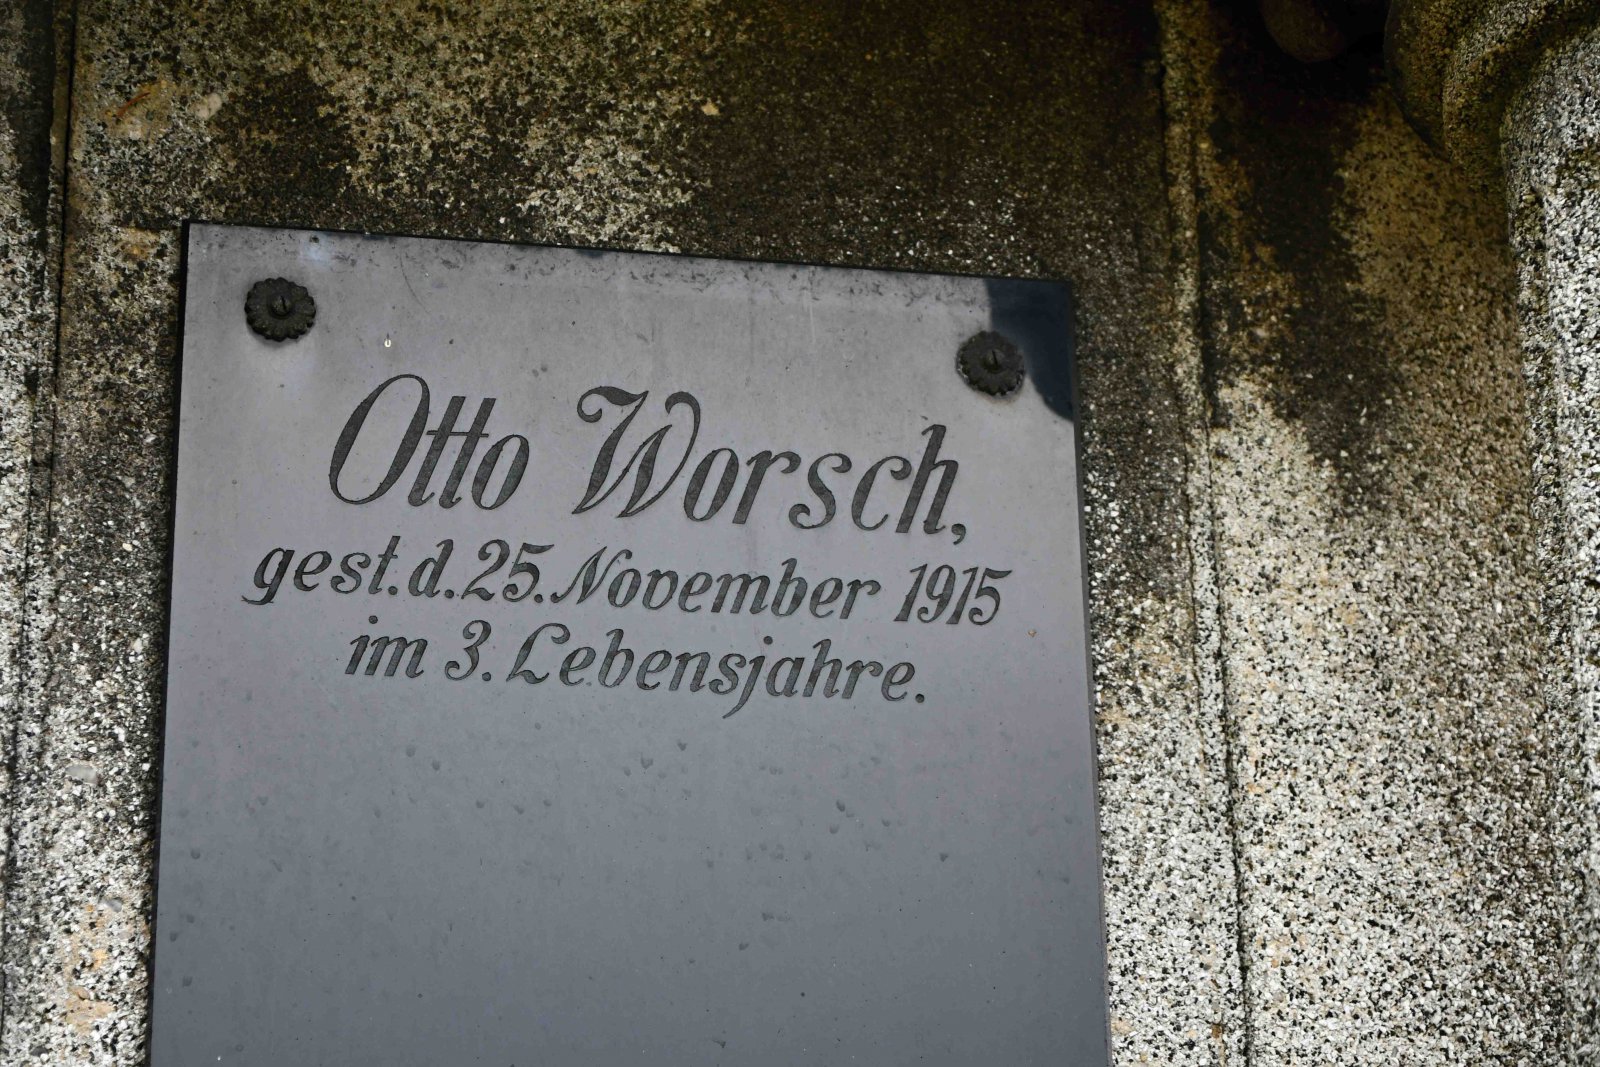 Otto Worsch,
gest. d. 25. November 1915
im 3. Lebensjahre.